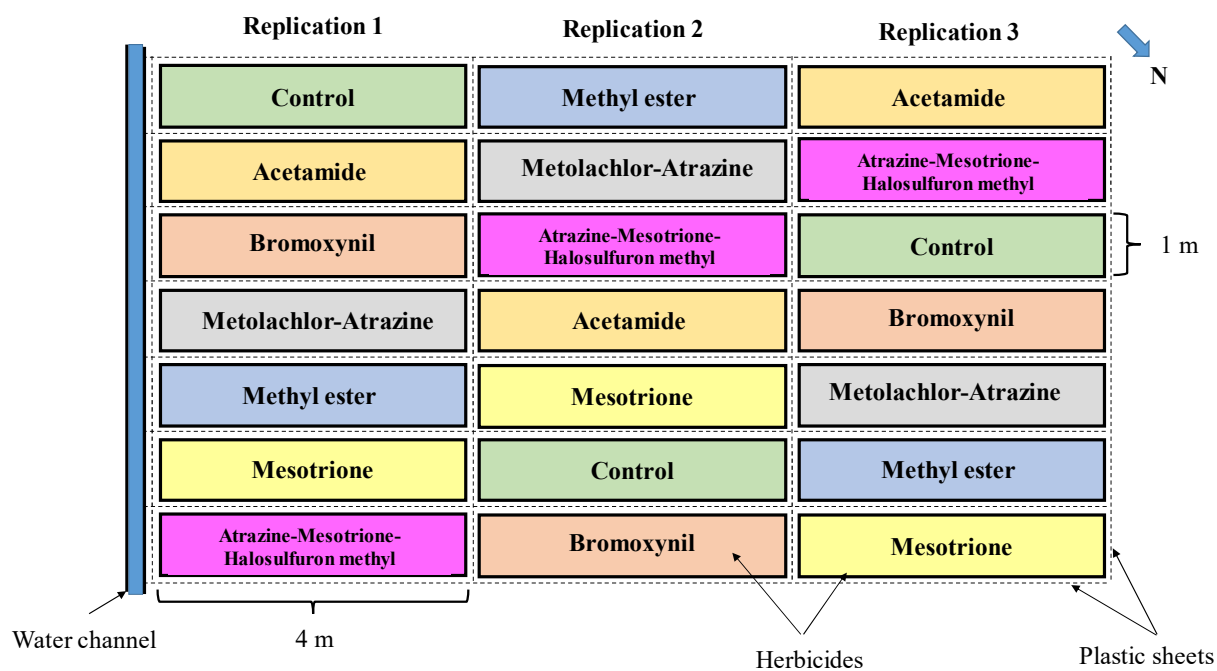 Replication 1
Replication 2
Replication 3
N
Control
Methyl ester
Acetamide
Acetamide
Metolachlor-Atrazine
Atrazine-Mesotrione-
Halosulfuron methyl
Bromoxynil
Atrazine-Mesotrione-
Halosulfuron methyl
Control
1 m
Metolachlor-Atrazine
Acetamide
Bromoxynil
Methyl ester
Mesotrione
Metolachlor-Atrazine
Mesotrione
Control
Methyl ester
Atrazine-Mesotrione-
Halosulfuron methyl
Bromoxynil
Mesotrione
Water channel
4 m
Herbicides
Plastic sheets